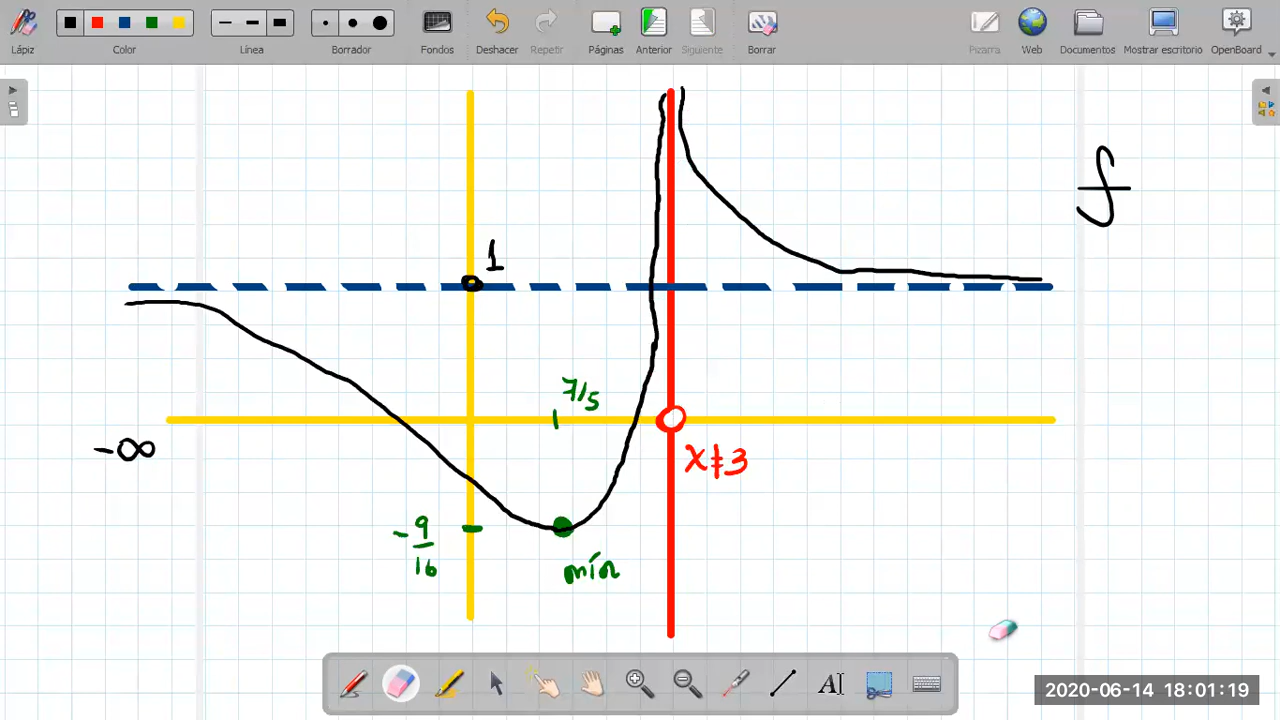 Lápiz
Color
Línea
Borrador
Fondos
Deshacer
Repetir
Páginas
Anterior
Siguiente
Borrar
Pizarra
Web
Documentos
Mostrar escritorio
OpenBoard
f
1
7/5
-∞
x≠3
-9/16
mín
AI
2020-06-14 18:01:19